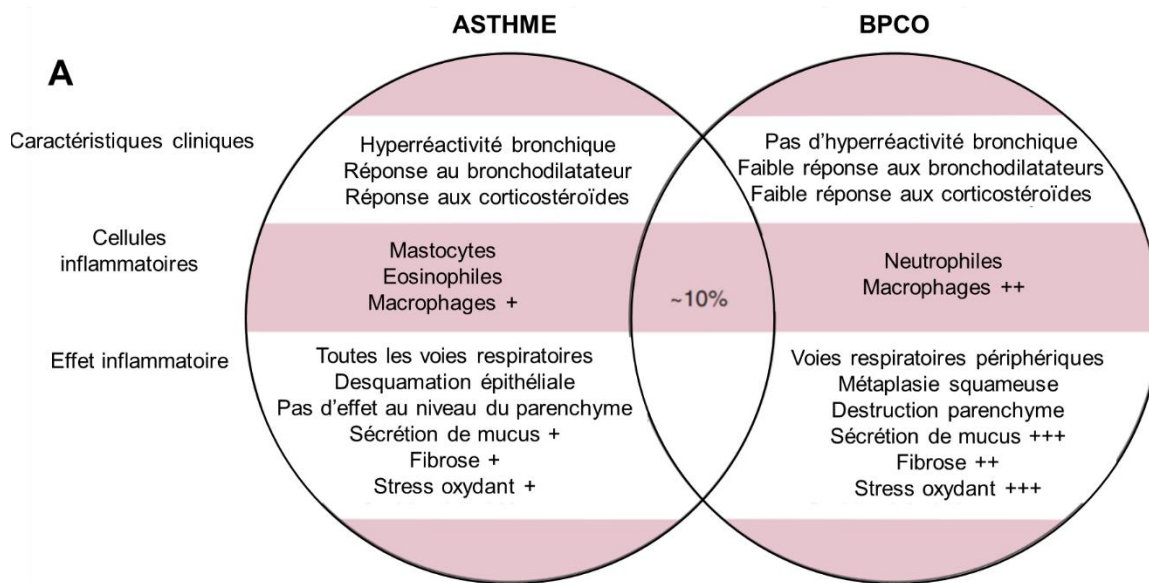 ASTHME
BPCO
A
Caractéristiques cliniques
Hyperréactivité bronchique
Réponse au bronchodilatateur
Réponse aux corticostéroïdes
Pas d'hyperréactivité bronchique
Faible réponse aux bronchodilatateurs
Faible réponse aux corticostéroïdes
Cellules
inflammatoires
Mastocytes
Eosinophiles
Macrophages +
~10%
Neutrophiles
Macrophages ++
Effet inflammatoire
Toutes les voies respiratoires
Desquamation épithéliale
Pas d'effet au niveau du parenchyme
Sécrétion de mucus +
Fibrose +
Stress oxydant +
Voies respiratoires périphériques
Métaplasie squameuse
Destruction parenchyme
Sécrétion de mucus +++
Fibrose ++
Stress oxydant +++